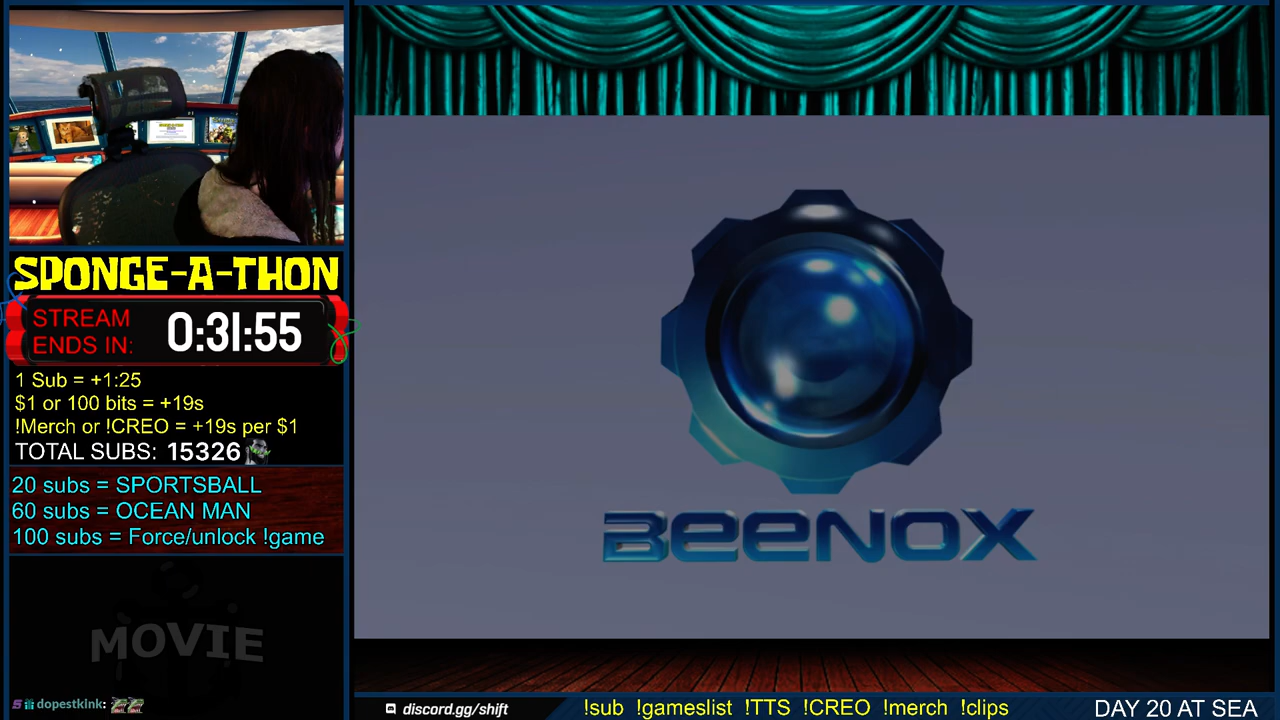 SPONGE-A-THON
STREAM
ENDS IN:
0:31:55
1 Sub = +1:25
$1 or 100 bits = +19s
!Merch or !CREO = +19s per $1
TOTAL SUBS: 15326
20 subs = SPORTSBALL
60 subs = OCEAN MAN
100 subs = Force/unlock !game
MOVIE
dopestkink:
BEENOX
discord.gg/shift
!sub !gameslist !TTS !CREO !merch !clips
DAY 20 AT SEA